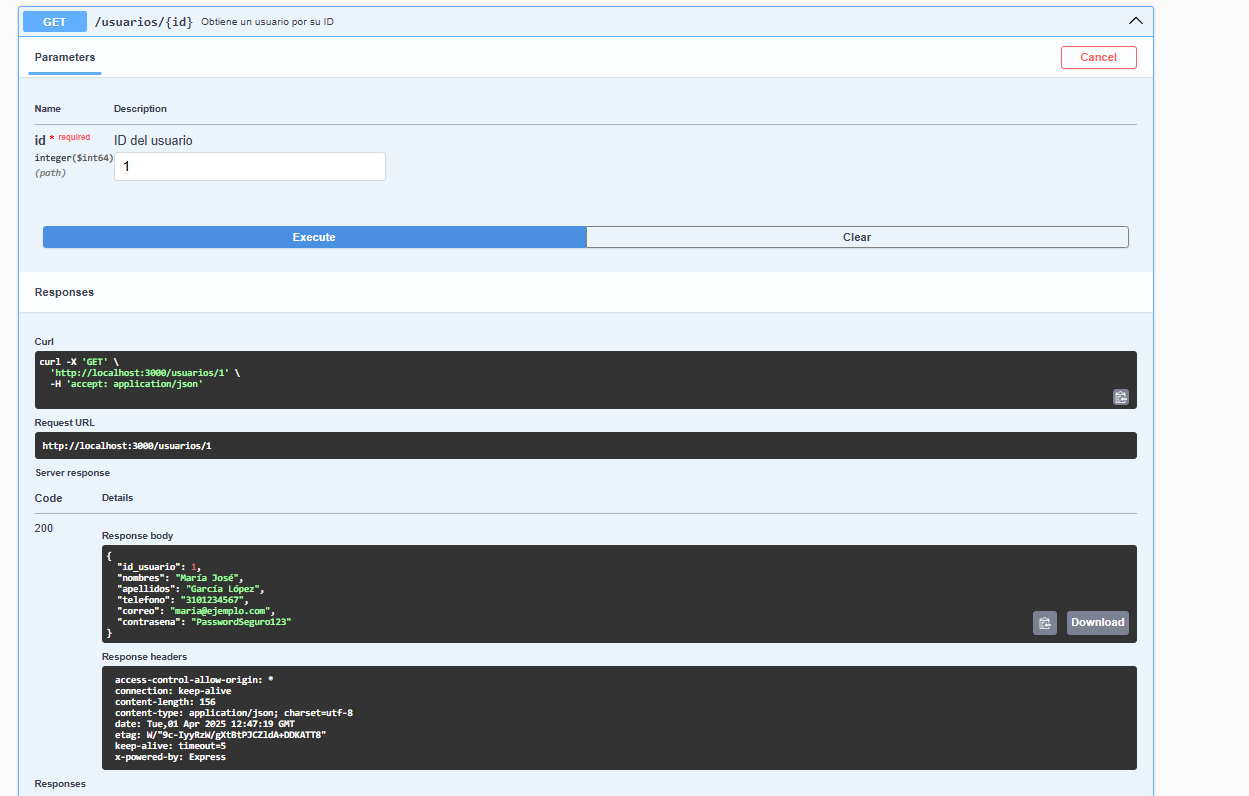 GET /usuarios/{id} Obtiene un usuario por su ID
Parameters Cancel
Name Description
id * required ID del usuario
integer($int64) 1
(path)
Execute Clear
Responses
Curl
curl -X 'GET' \
'http://localhost:3000/usuarios/1' \
-H 'accept: application/json'
Request URL
http://localhost:3000/usuarios/1
Server response
Code Details
200
Response body
{
"id_usuario": 1,
"nombres": "María José",
"apellidos": "García López",
"telefono": "3101234567",
"correo": "maria@ejemplo.com",
"contrasena": "PasswordSeguro123"
}
Download
Response headers
access-control-allow-origin: *
connection: keep-alive
content-length: 156
content-type: application/json; charset=utf-8
date: Tue,01 Apr 2025 12:47:19 GMT
etag: W/"9c-IyyRzW/gXtBtPJCZldA+DDKATT8"
keep-alive: timeout=5
x-powered-by: Express
Responses